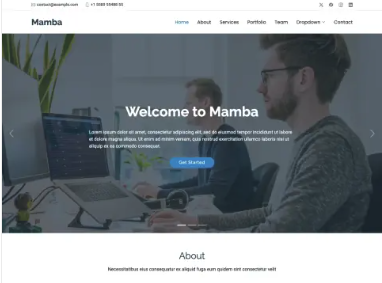 contact@example.com +1 5589 55488 55
Mamba
Home About Services Portfolio Team Dropdown Contact
Welcome to Mamba
Lorem ipsum dolor sit amet, consectetur adipiscing elit, sed do eiusmod tempor incididunt ut labore
et dolore magna aliqua. Ut enim ad minim veniam, quis nostrud exercitation ullamco laboris nisi ut
aliquip ex ea commodo consequat.
Get Started
About
Necessitatibus eius consequatur ex aliquid fuga eum quidem sint consectetur velit